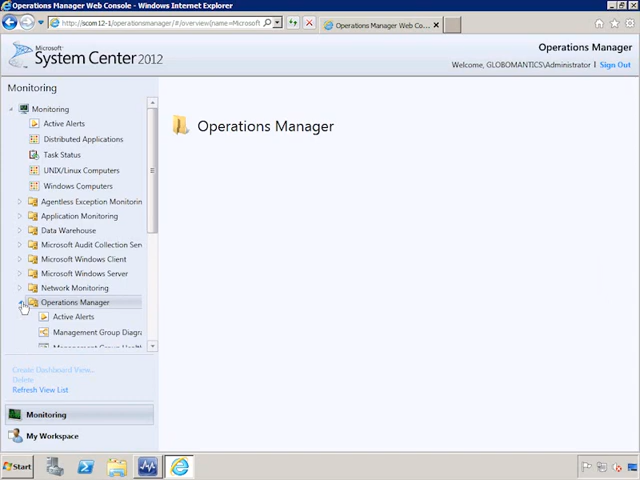 Operations Manager Web Console - Windows Internet Explorer
http://scom12-1/operationsmanager/#/overview(name=Microsof
Operations Manager Web Co...
Microsoft
System Center 2012
Operations Manager
Welcome, GLOBOMANTICS\Administrator | Sign Out
Monitoring
Monitoring
Active Alerts
Distributed Applications
Task Status
UNIX/Linux Computers
Windows Computers
Agentless Exception Monitorin
Application Monitoring
Data Warehouse
Microsoft Audit Collection Ser
Microsoft Windows Client
Microsoft Windows Server
Network Monitoring
Operations Manager
Active Alerts
Management Group Diagra
Management Group Healt
Operations Manager
Create Dashboard View...
Delete
Refresh View List
Monitoring
My Workspace
Start